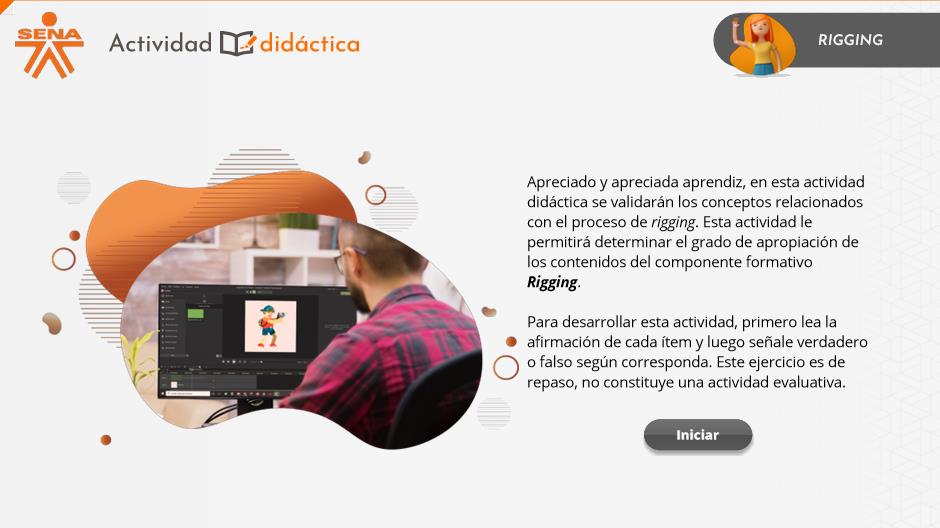 SENA
Actividad didáctica
RIGGING
Apreciado y apreciada aprendiz, en esta actividad
didáctica se validarán los conceptos relacionados
con el proceso de rigging. Esta actividad le
permitirá determinar el grado de apropiación de
los contenidos del componente formativo
Rigging.
Para desarrollar esta actividad, primero lea la
afirmación de cada ítem y luego señale verdadero
o falso según corresponda. Este ejercicio es de
repaso, no constituye una actividad evaluativa.
Iniciar